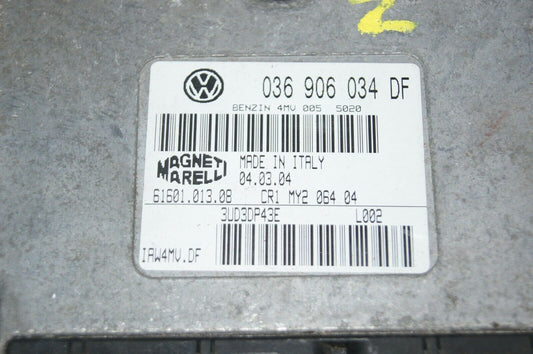 Z
VW
036 906 034 DF
BENZIN 4MV 005 5020
MAGNETI
MARELLI
MADE IN ITALY
04.03.04
61601.013.08 CR1 MY2 064 04
3UD3DP43E L002
IAW4MV.DF